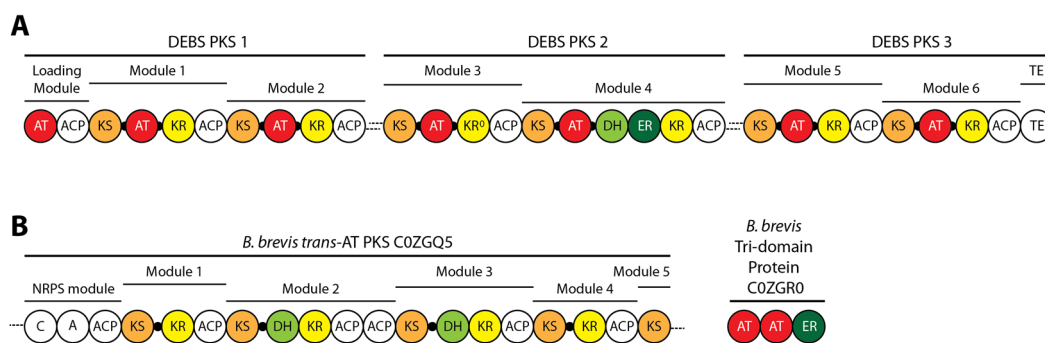 A
DEBS PKS 1
DEBS PKS 2
DEBS PKS 3
Loading
Module
Module 1
Module 2
Module 3
Module 4
Module 5
Module 6
TE
AT ACP KS AT KR ACP KS AT KR ACP KS AT KR⁰ ACP KS AT DH ER KR ACP KS AT KR ACP KS AT KR ACP TE
B
B. brevis trans-AT PKS C0ZGQ5
B. brevis
Tri-domain
Protein
C0ZGR0
NRPS module
Module 1
Module 2
Module 3
Module 4
Module 5
C A ACP KS KR ACP KS DH KR ACP ACP KS DH KR ACP KS KR ACP KS
AT AT ER